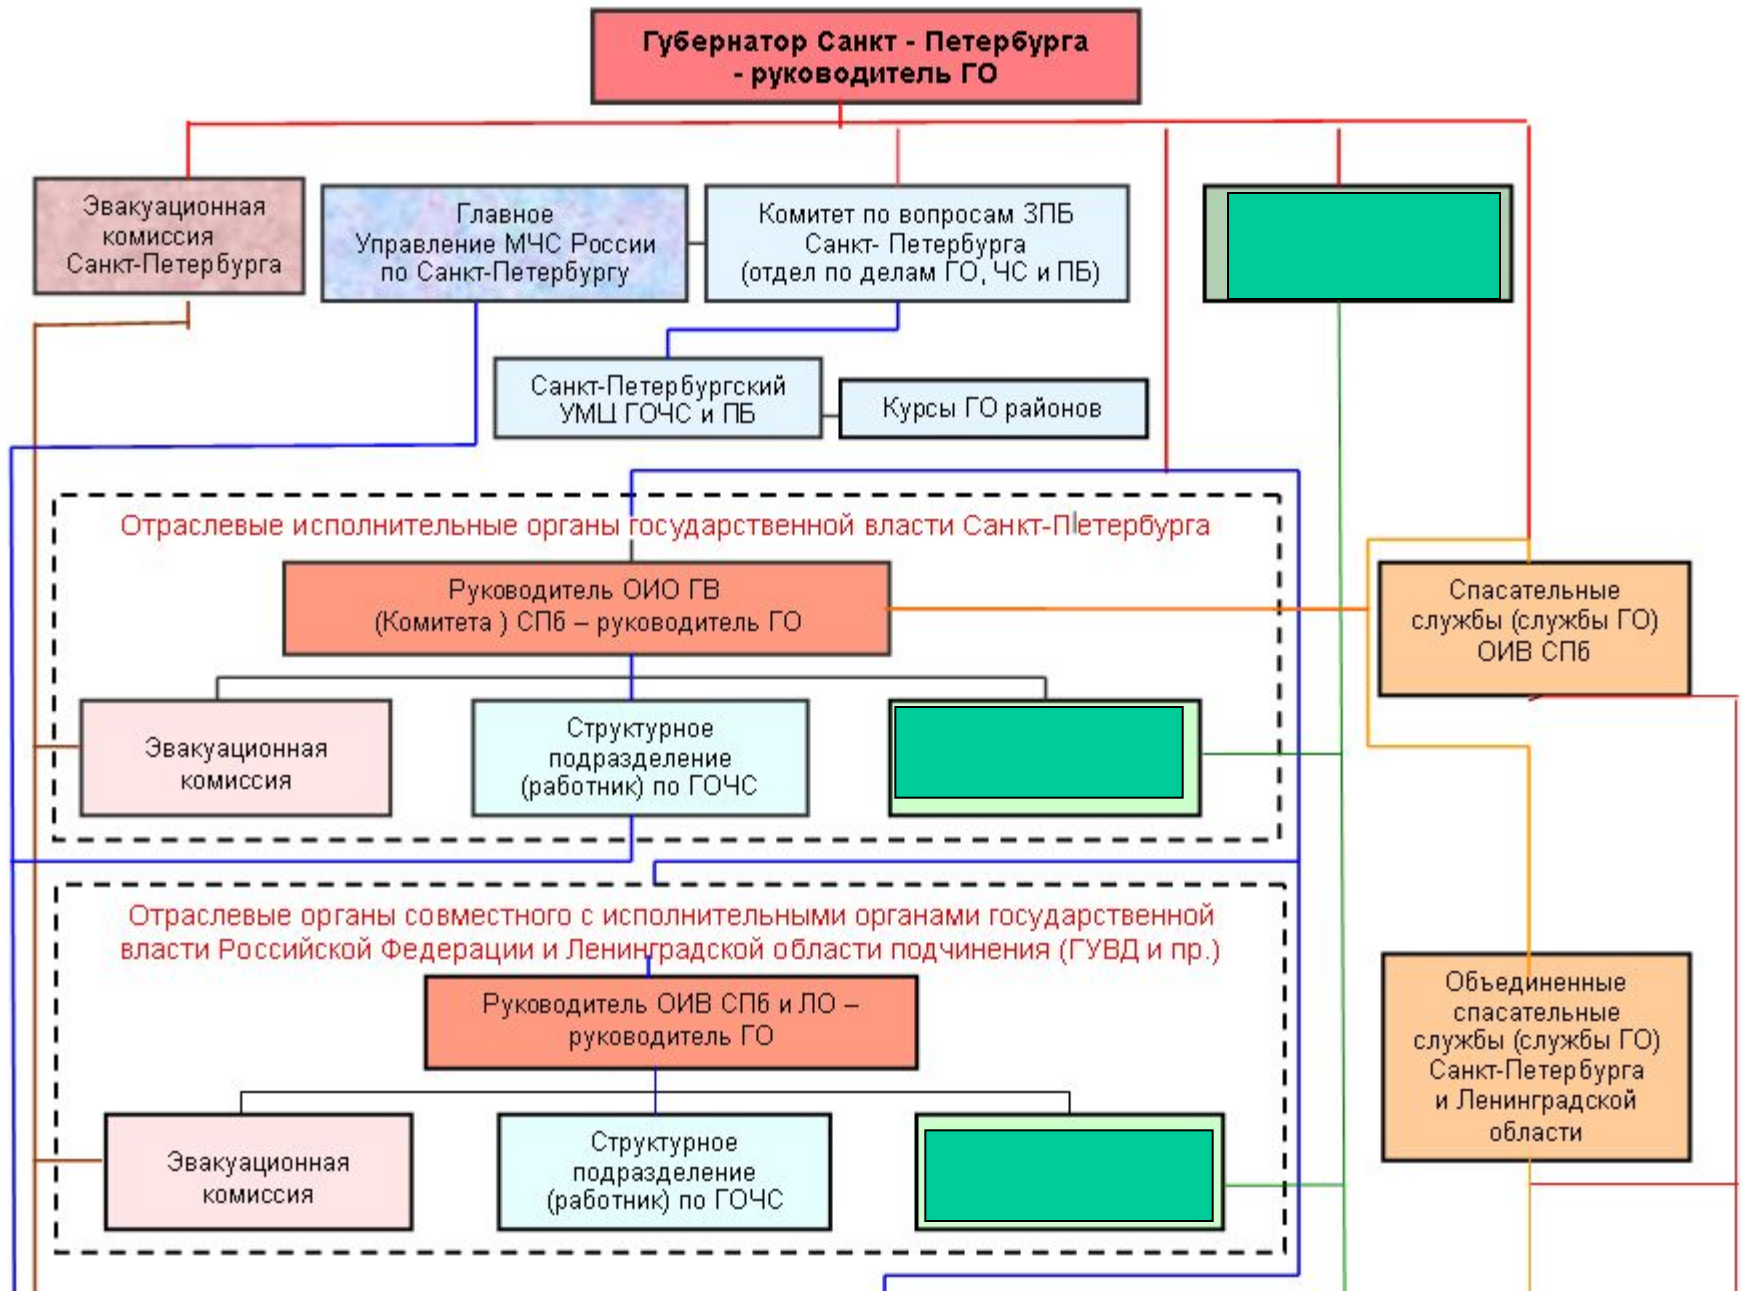 Губернатор Санкт - Петербурга
- руководитель ГО
Эвакуационная
комиссия
Санкт-Петербурга
Главное
Управление МЧС России
по Санкт-Петербургу
Комитет по вопросам ЗПБ
Санкт- Петербурга
(отдел по делам ГО, ЧС и ПБ)
Санкт-Петербургский
УМЦ ГОЧС и ПБ
Курсы ГО районов
Отраслевые исполнительные органы государственной власти Санкт-Петербурга
Руководитель ОИО ГВ
(Комитета ) СПб – руководитель ГО
Спасательные
службы (службы ГО)
ОИВ СПб
Эвакуационная
комиссия
Структурное
подразделение
(работник) по ГОЧС
Отраслевые органы совместного с исполнительными органами государственной
власти Российской Федерации и Ленинградской области подчинения (ГУВД и пр.)
Руководитель ОИВ СПб и ЛО –
руководитель ГО
Объединенные
спасательные
службы (службы ГО)
Санкт-Петербурга
и Ленинградской
области
Эвакуационная
комиссия
Структурное
подразделение
(работник) по ГОЧС